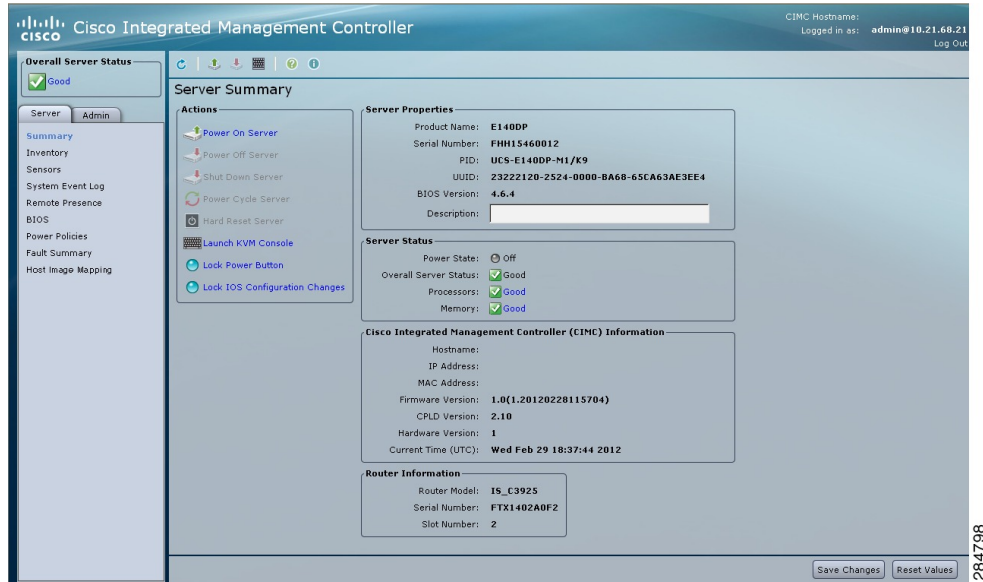 cisco Cisco Integrated Management Controller
CIMC Hostname:
Logged in as: admin@10.21.68.21
Log Out
Overall Server Status
Good
Server Admin
Summary
Inventory
Sensors
System Event Log
Remote Presence
BIOS
Power Policies
Fault Summary
Host Image Mapping
Server Summary
Actions
Power On Server
Power Off Server
Shut Down Server
Power Cycle Server
Hard Reset Server
Launch KVM Console
Lock Power Button
Lock IOS Configuration Changes
Server Properties
Product Name: E140DP
Serial Number: FHH15460012
PID: UCS-E140DP-M1/K9
UUID: 23222120-2524-0000-BA68-65CA63AE3EE4
BIOS Version: 4.6.4
Description:
Server Status
Power State: Off
Overall Server Status: Good
Processors: Good
Memory: Good
Cisco Integrated Management Controller (CIMC) Information
Hostname:
IP Address:
MAC Address:
Firmware Version: 1.0(1.20120228115704)
CPLD Version: 2.10
Hardware Version: 1
Current Time (UTC): Wed Feb 29 18:37:44 2012
Router Information
Router Model: IS_C3925
Serial Number: FTX1402A0F2
Slot Number: 2
Save Changes Reset Values
284798